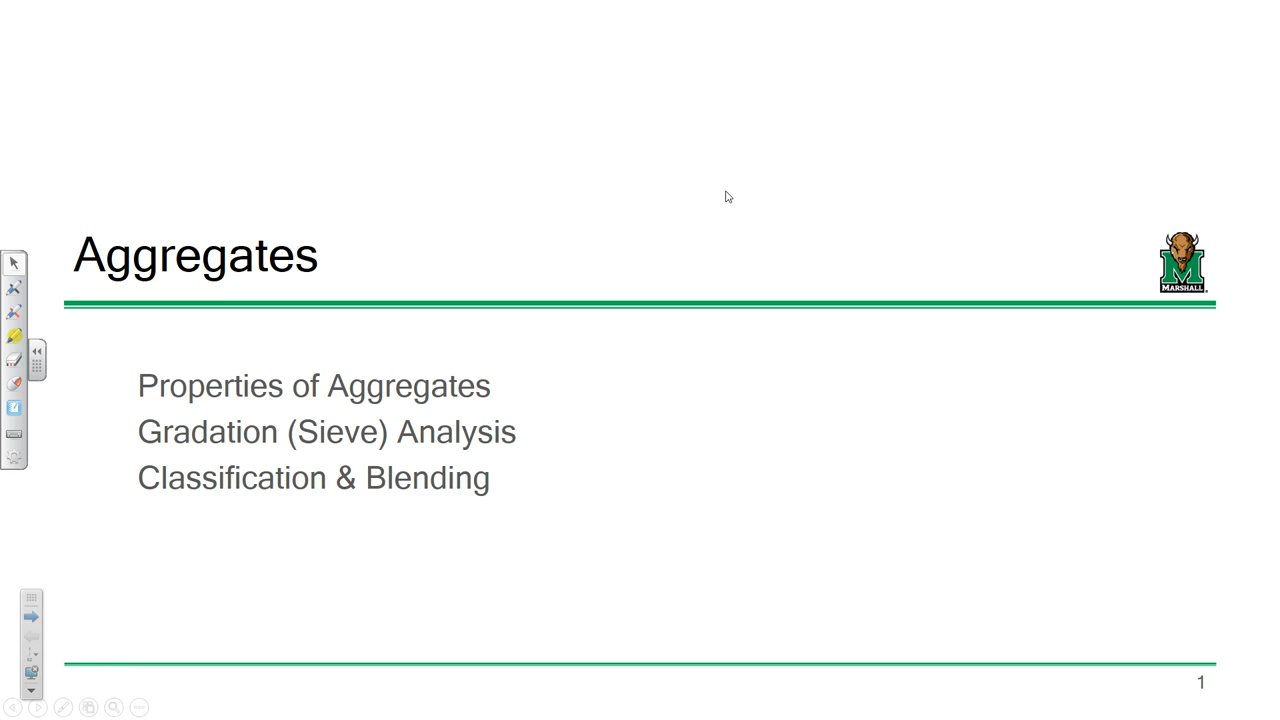 Aggregates
MARSHALL
Properties of Aggregates
Gradation (Sieve) Analysis
Classification & Blending
1